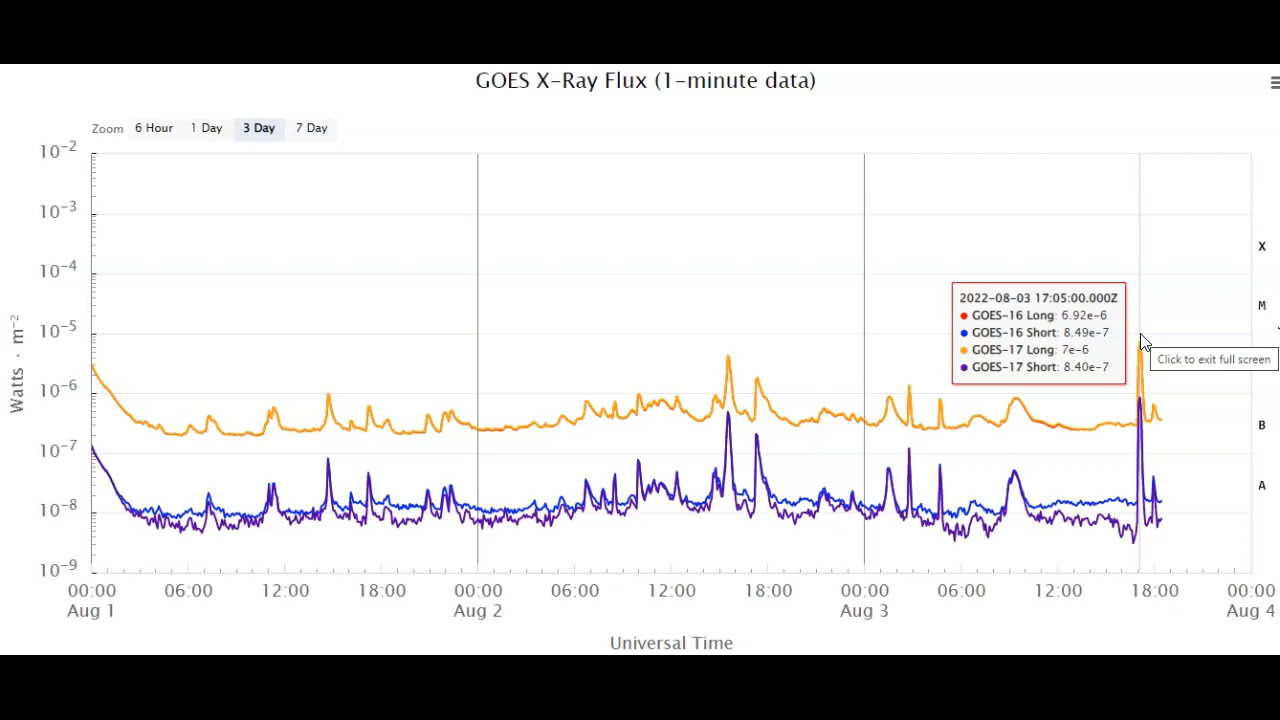 GOES X-Ray Flux (1-minute data)
Zoom 6 Hour 1 Day 3 Day 7 Day
10-2
10-3
10-4
10-5
10-6
10-7
10-8
10-9
Watts · m-2
X
M
B
A
2022-08-03 17:05:00.000Z
GOES-16 Long: 6.92e-6
GOES-16 Short: 8.49e-7
GOES-17 Long: 7e-6
GOES-17 Short: 8.40e-7
Click to exit full screen
00:00 06:00 12:00 18:00 00:00 06:00 12:00 18:00 00:00 06:00 12:00 18:00 00:00
Aug 1 Aug 2 Aug 3 Aug 4
Universal Time